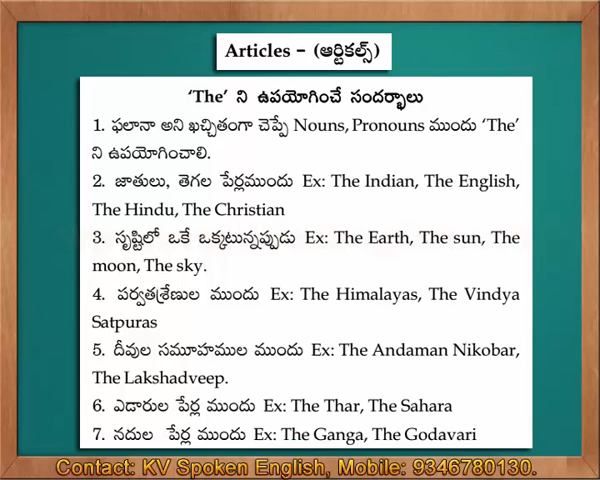 Articles - (ఆర్టికల్స్)
'The' ని ఉపయోగించే సందర్భాలు
1. ఫలానా అని ఖచ్చితంగా చెప్పే Nouns, Pronouns ముందు 'The'
ని ఉపయోగించాలి.
2. జాతులు, తెగల పేర్లముందు Ex: The Indian, The English,
The Hindu, The Christian
3. సృష్టిలో ఒకే ఒక్కటున్నప్పుడు Ex: The Earth, The sun, The
moon, The sky.
4. పర్వతశ్రేణుల ముందు Ex: The Himalayas, The Vindya
Satpuras
5. దీవుల సమూహముల ముందు Ex: The Andaman Nikobar,
The Lakshadveep.
6. ఎడారుల పేర్ల ముందు Ex: The Thar, The Sahara
7. నదుల పేర్ల ముందు Ex: The Ganga, The Godavari
Contact: KV Spoken English, Mobile: 9346780130.